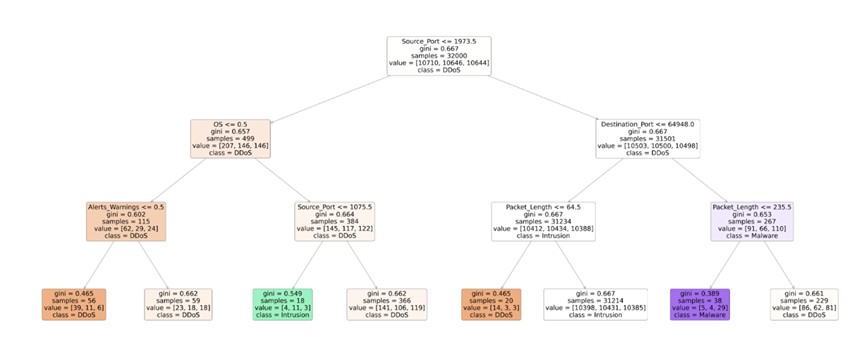 Source_Port <= 1973.5
gini = 0.667
samples = 32000
value = [10710, 10646, 10644]
class = DDoS
OS <= 0.5
gini = 0.657
samples = 499
value = [207, 146, 146]
class = DDoS
Destination_Port <= 64948.0
gini = 0.667
samples = 31501
value = [10503, 10500, 10498]
class = DDoS
Alerts_Warnings <= 0.5
gini = 0.602
samples = 115
value = [62, 29, 24]
class = DDoS
Source_Port <= 1075.5
gini = 0.664
samples = 384
value = [145, 117, 122]
class = DDoS
Packet_Length <= 64.5
gini = 0.667
samples = 31234
value = [10412, 10434, 10388]
class = Intrusion
Packet_Length <= 235.5
gini = 0.653
samples = 267
value = [91, 66, 110]
class = Malware
gini = 0.465
samples = 56
value = [39, 11, 6]
class = DDoS
gini = 0.662
samples = 59
value = [23, 18, 18]
class = DDoS
gini = 0.549
samples = 18
value = [4, 11, 3]
class = Intrusion
gini = 0.662
samples = 366
value = [141, 106, 119]
class = DDoS
gini = 0.465
samples = 20
value = [14, 3, 3]
class = DDoS
gini = 0.667
samples = 31214
value = [10398, 10431, 10385]
class = Intrusion
gini = 0.389
samples = 38
value = [5, 4, 29]
class = Malware
gini = 0.661
samples = 229
value = [86, 62, 81]
class = DDoS